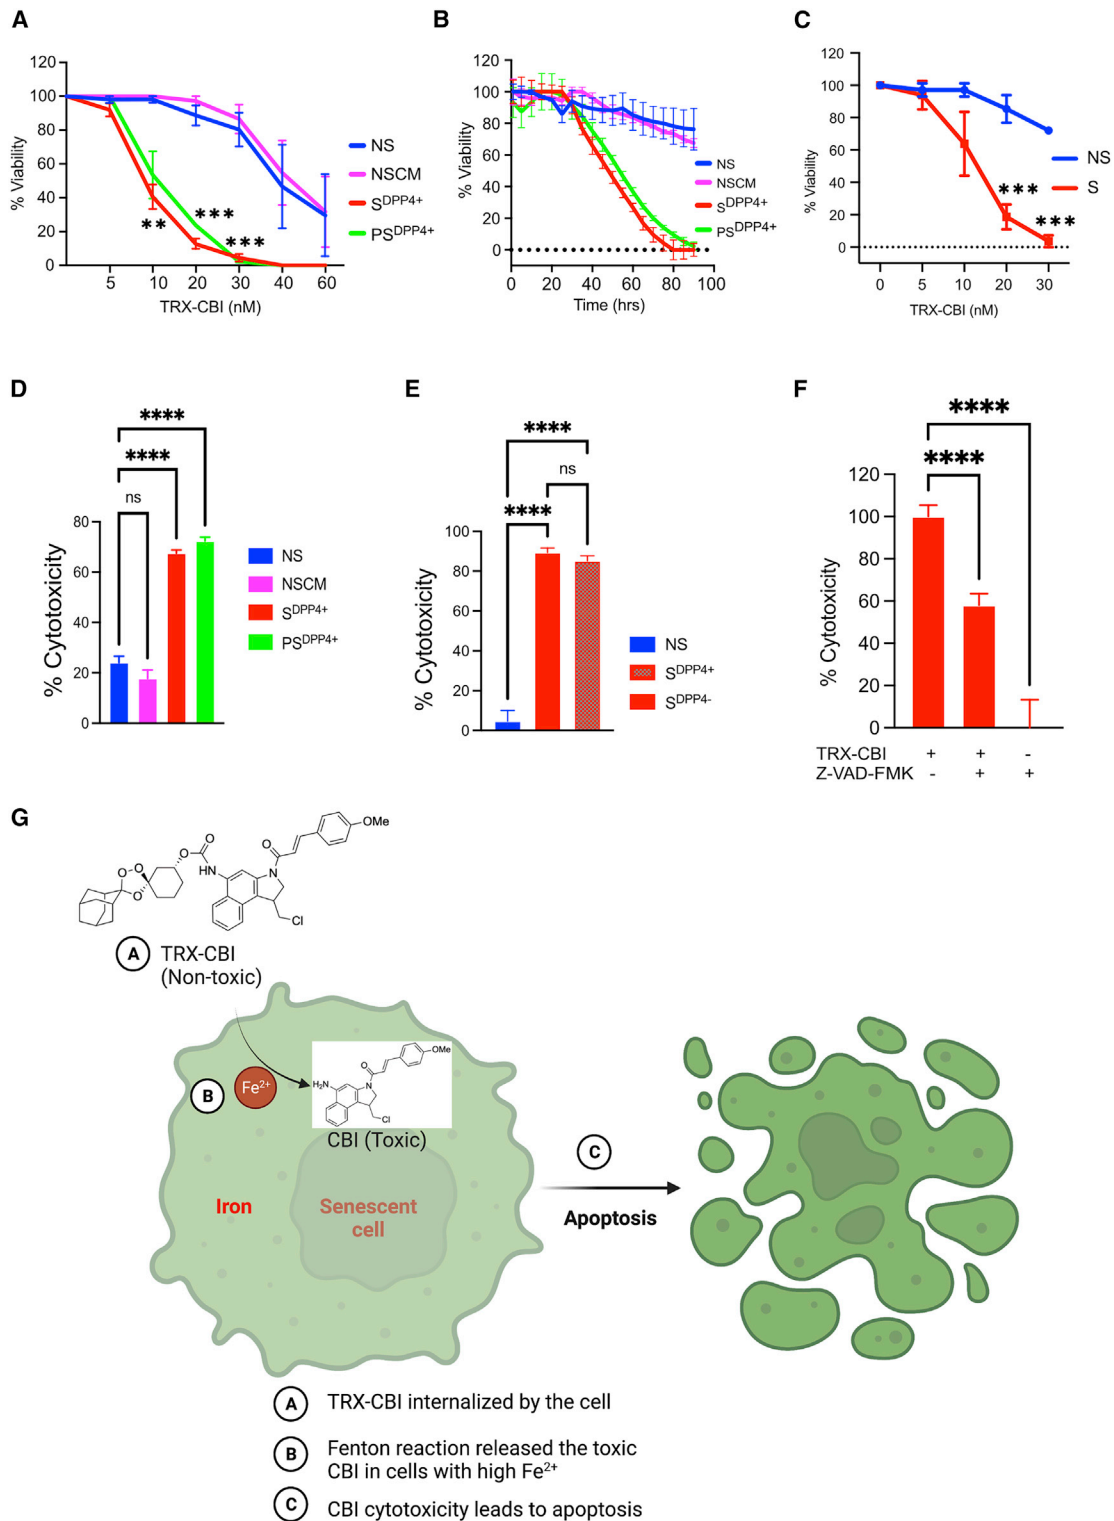 A
120
100
80
60
40
20
0
% Viability
5 10 20 30 40 60
TRX-CBI (nM)
** *** ***
NS
NSCM
SDPP4+
PSDPP4+
B
120
100
80
60
40
20
0
% Viability
0 20 40 60 80 100
Time (hrs)
NS
NSCM
SDPP4+
PSDPP4+
C
120
100
80
60
40
20
0
% Viability
0 5 10 20 30
TRX-CBI (nM)
*** ***
NS
S
D
****
****
ns
80
60
40
20
0
% Cytotoxicity
NS
NSCM
SDPP4+
PSDPP4+
E
****
ns
****
100
80
60
40
20
0
% Cytotoxicity
NS
SDPP4+
SDPP4-
F
****
****
120
100
80
60
40
20
0
% Cytotoxicity
TRX-CBI + + -
Z-VAD-FMK - + +
G
O O O O O HN N O OMe Cl
A TRX-CBI
(Non-toxic)
B Fe2+
H2N N O OMe Cl
CBI (Toxic)
Iron
Senescent
cell
C
Apoptosis
A TRX-CBI internalized by the cell
B Fenton reaction released the toxic
CBI in cells with high Fe2+
C CBI cytotoxicity leads to apoptosis